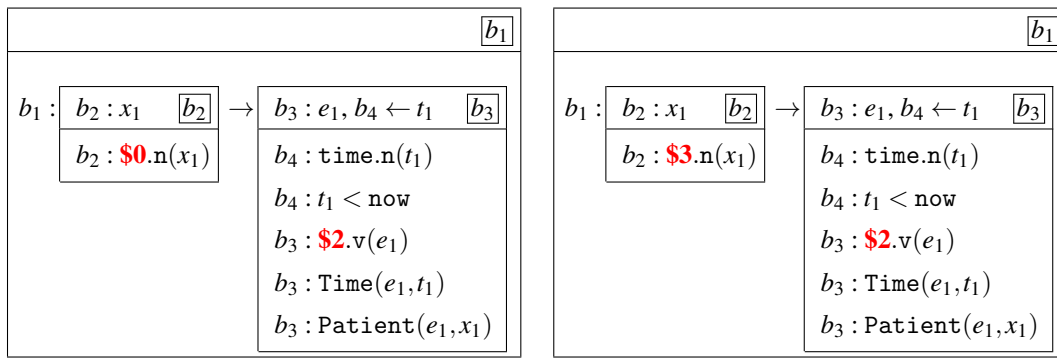 b₁
b₁ : b₂ : x₁ b₂ → b₃ : e₁, b₄ ← t₁ b₃
b₂ : $0.n(x₁)
b₄ : time.n(t₁)
b₄ : t₁ < now
b₃ : $2.v(e₁)
b₃ : Time(e₁,t₁)
b₃ : Patient(e₁,x₁)
b₁
b₁ : b₂ : x₁ b₂ → b₃ : e₁, b₄ ← t₁ b₃
b₂ : $3.n(x₁)
b₄ : time.n(t₁)
b₄ : t₁ < now
b₃ : $2.v(e₁)
b₃ : Time(e₁,t₁)
b₃ : Patient(e₁,x₁)